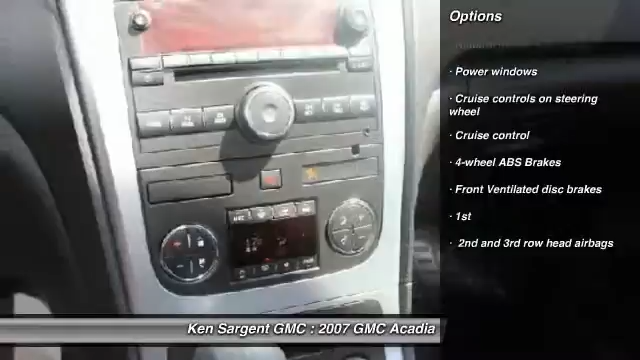 Options
· Power windows
· Cruise controls on steering
wheel
· Cruise control
· 4-wheel ABS Brakes
· Front Ventilated disc brakes
· 1st
· 2nd and 3rd row head airbags
Ken Sargent GMC : 2007 GMC Acadia